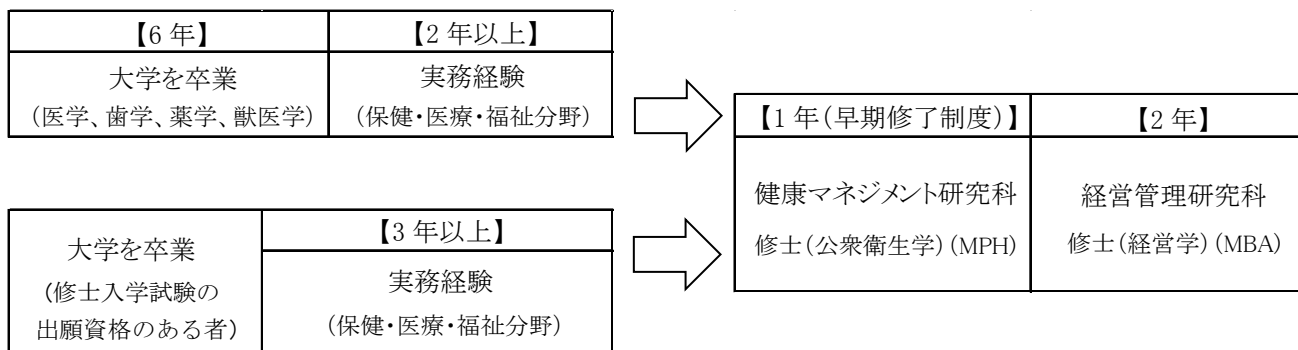 【6 年】
【2 年以上】
大学を卒業
(医学、歯学、薬学、獣医学)
実務経験
(保健・医療・福祉分野)
大学を卒業
(修士入学試験の
出願資格のある者)
【3 年以上】
実務経験
(保健・医療・福祉分野)
【1 年(早期修了制度)】
【2 年】
健康マネジメント研究科
修士(公衆衛生学)(MPH)
経営管理研究科
修士(経営学)(MBA)